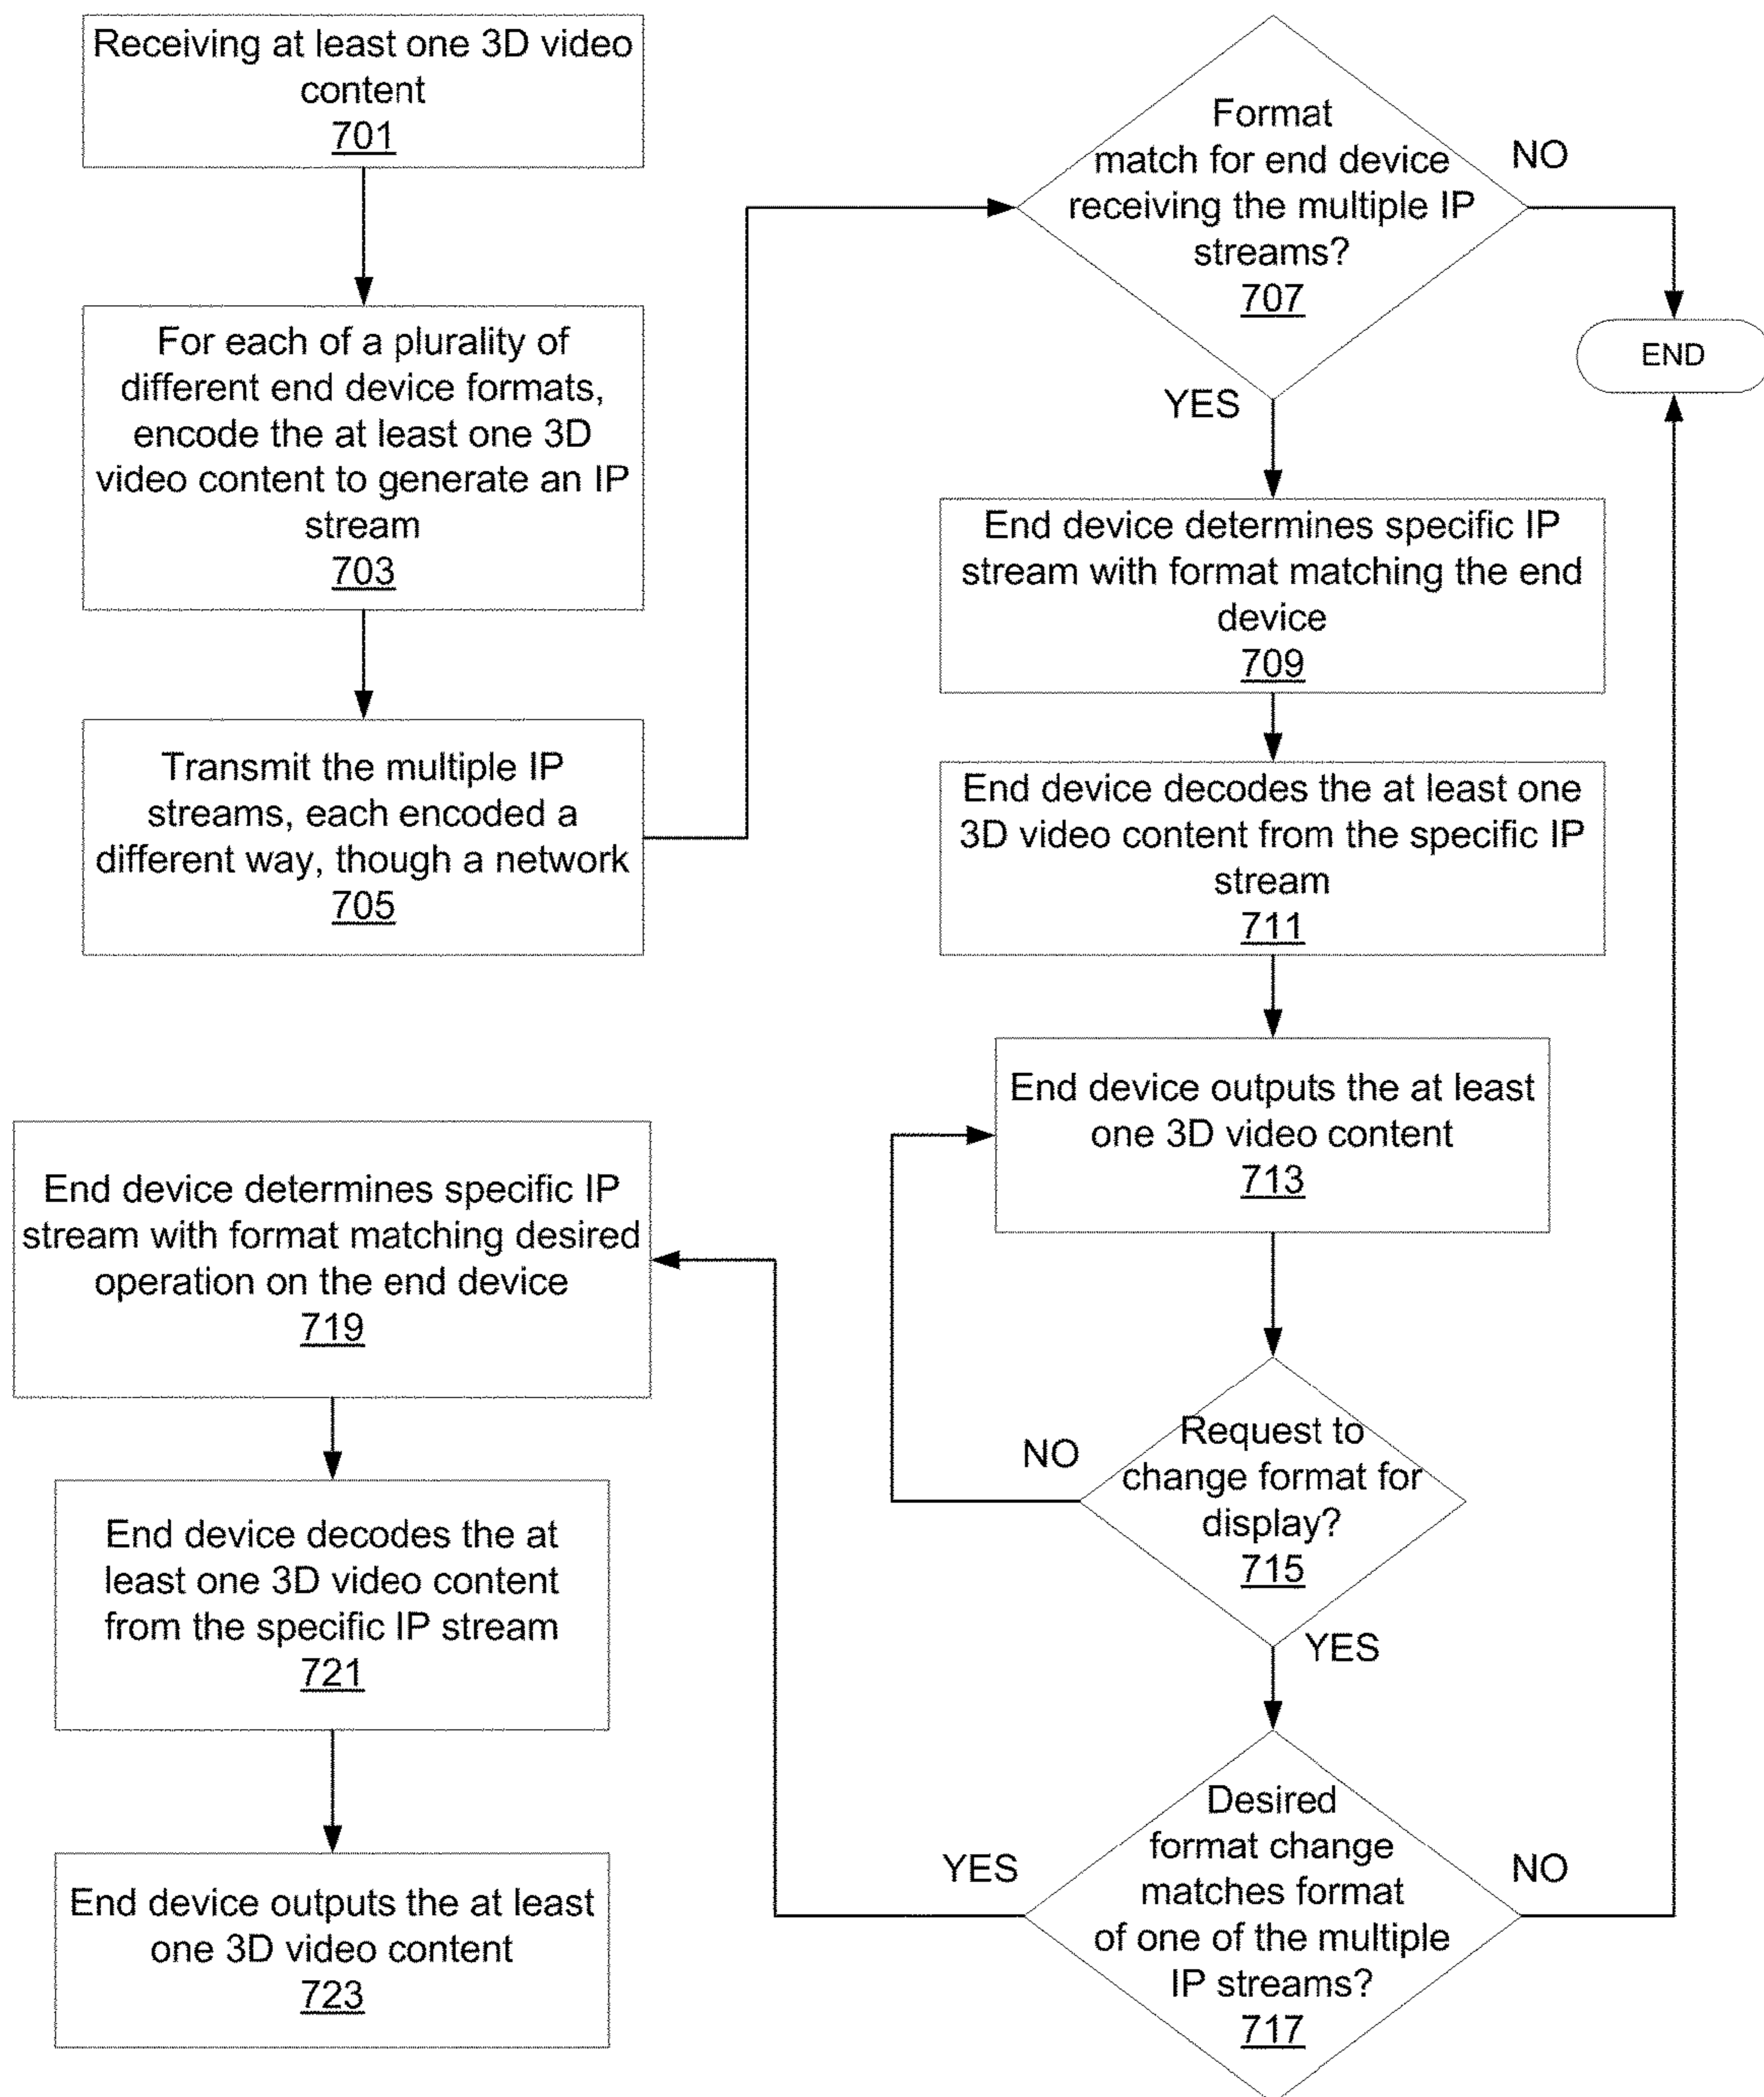 Receiving at least one 3D video
content
701
For each of a plurality of
different end device formats,
encode the at least one 3D
video content to generate an IP
stream
703
Transmit the multiple IP
streams, each encoded a
different way, though a network
705
Format
match for end device
receiving the multiple IP
streams?
707
NO
END
YES
End device determines specific IP
stream with format matching the end
device
709
End device decodes the at least one
3D video content from the specific IP
stream
711
End device outputs the at least
one 3D video content
713
Request to
change format for
display?
715
NO
YES
Desired
format change
matches format
of one of the multiple
IP streams?
717
YES
NO
End device determines specific IP
stream with format matching desired
operation on the end device
719
End device decodes the at
least one 3D video content
from the specific IP stream
721
End device outputs the at least
one 3D video content
723